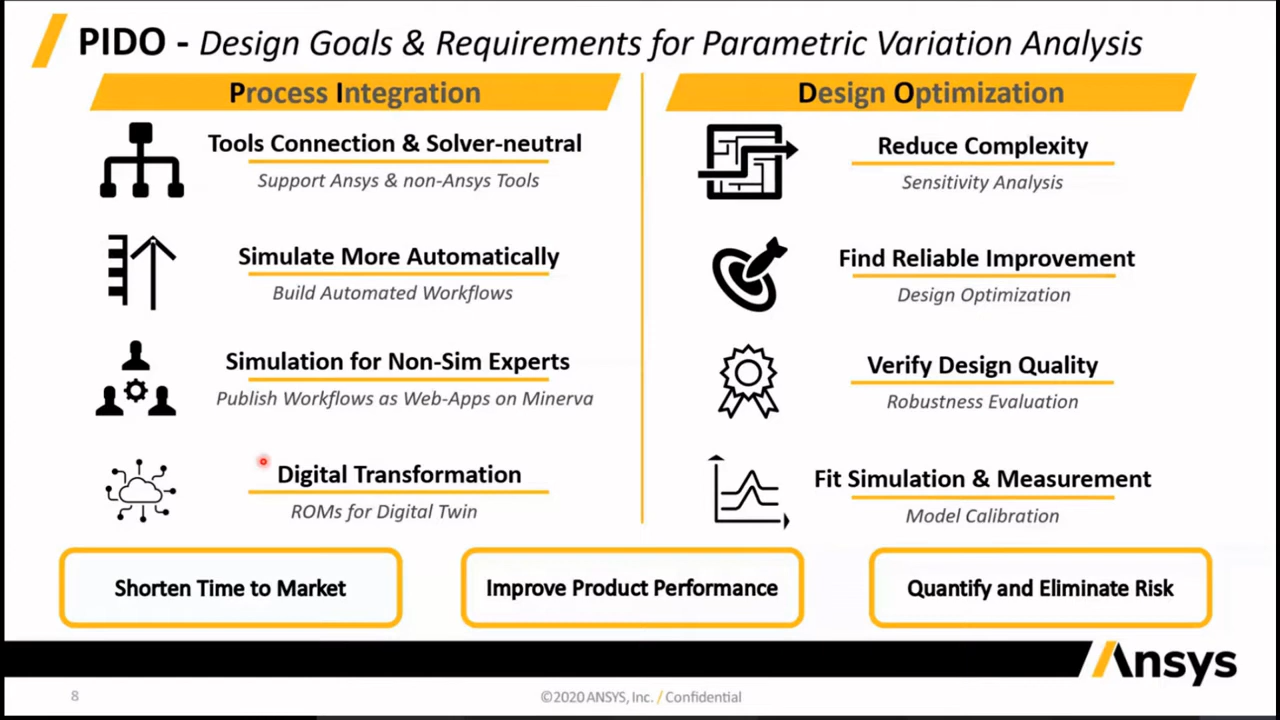 PIDO - Design Goals & Requirements for Parametric Variation Analysis
Process Integration
Tools Connection & Solver-neutral
Support Ansys & non-Ansys Tools
Simulate More Automatically
Build Automated Workflows
Simulation for Non-Sim Experts
Publish Workflows as Web-Apps on Minerva
Digital Transformation
ROMs for Digital Twin
Design Optimization
Reduce Complexity
Sensitivity Analysis
Find Reliable Improvement
Design Optimization
Verify Design Quality
Robustness Evaluation
Fit Simulation & Measurement
Model Calibration
Shorten Time to Market
Improve Product Performance
Quantify and Eliminate Risk
Ansys
8
©2020 ANSYS, Inc. / Confidential